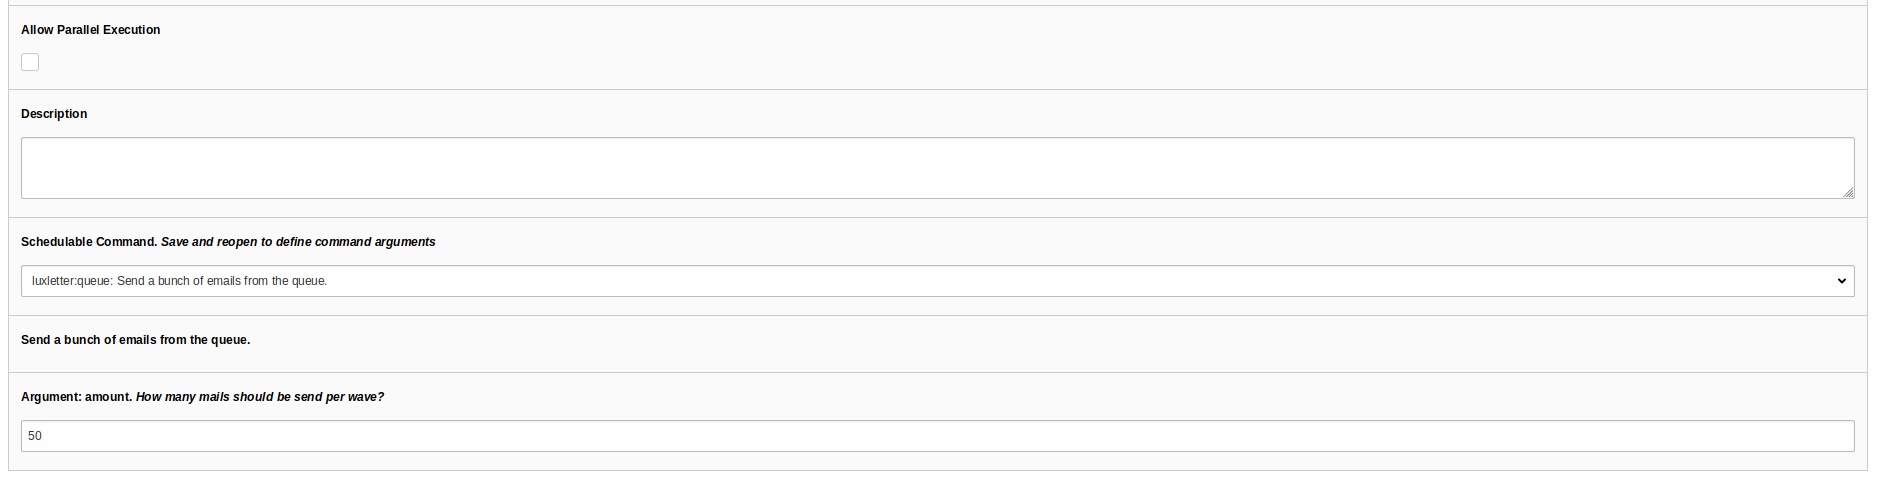 Allow Parallel Execution
Description
Schedulable Command. Save and reopen to define command arguments
luxletter:queue: Send a bunch of emails from the queue.
Send a bunch of emails from the queue.
Argument: amount. How many mails should be send per wave?
50